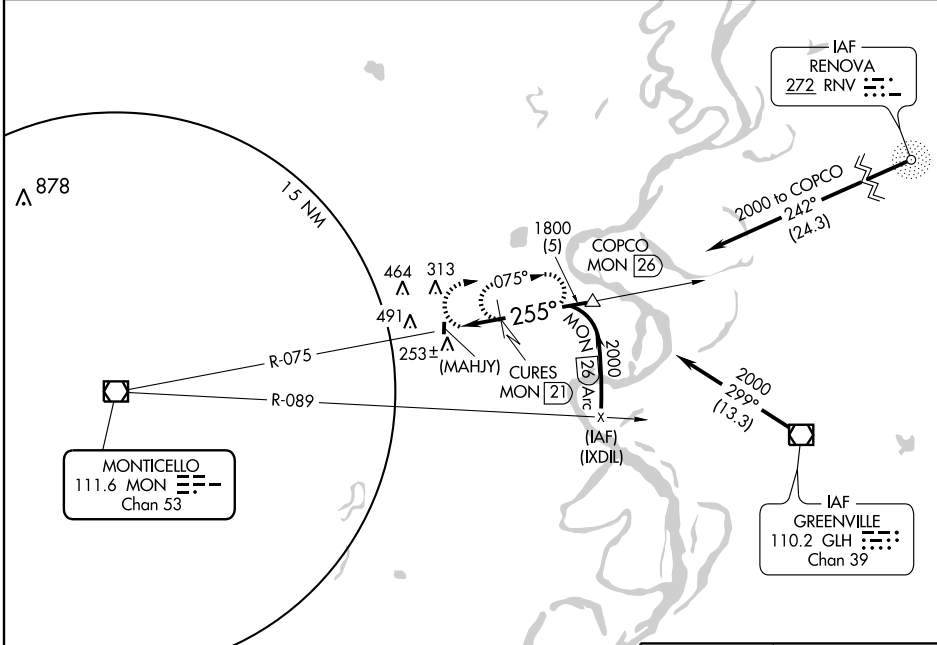 IAF
RENOVA
272 RNV
878
15 NM
2000 to COPCO
242°
(24.3)
1800
(5)
COPCO
MON 26
464
313
075°
491
255°
253±
(MAHJY)
R-075
CURES
MON 21
MON 26 Arc
2000
R-089
2000
299°
(13.3)
X
(IAF)
(IXDIL)
MONTICELLO
111.6 MON
Chan 53
IAF
GREENVILLE
110.2 GLH
Chan 39